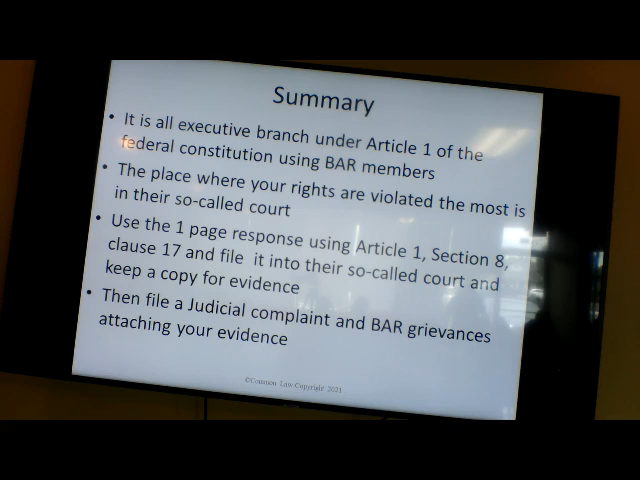 Summary
• It is all executive branch under Article 1 of the
federal constitution using BAR members
• The place where your rights are violated the most is
in their so-called court
• Use the 1 page response using Article 1, Section 8,
clause 17 and file it into their so-called court and
keep a copy for evidence
• Then file a Judicial complaint and BAR grievances
attaching your evidence
©Common Law Copyright 2021